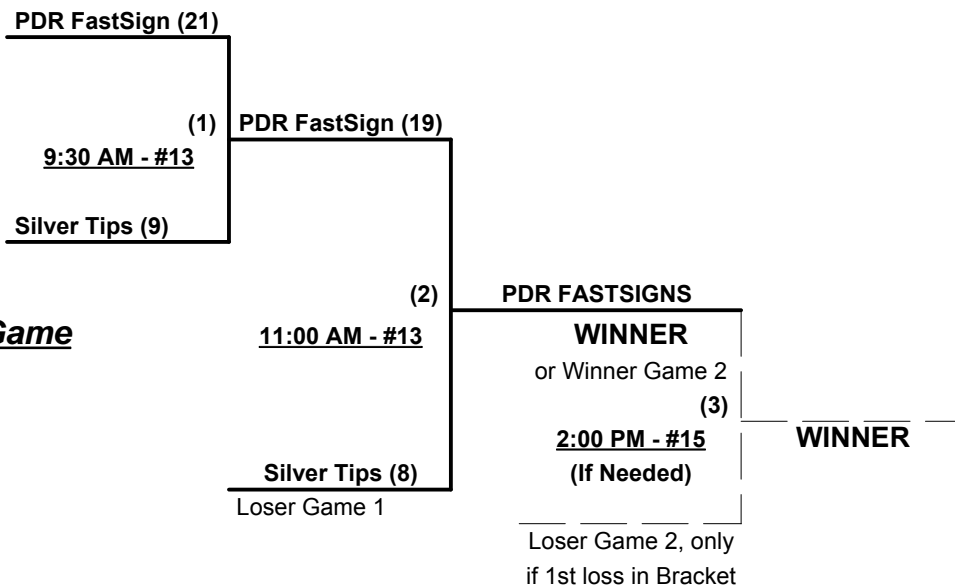 PDR FastSign (21)
(1)
PDR FastSign (19)
9:30 AM - #13
Silver Tips (9)
(2)
PDR FASTSIGNS
Game
11:00 AM - #13
WINNER
or Winner Game 2
(3)
2:00 PM - #15
WINNER
Silver Tips (8)
(If Needed)
Loser Game 1
Loser Game 2, only
if 1st loss in Bracket